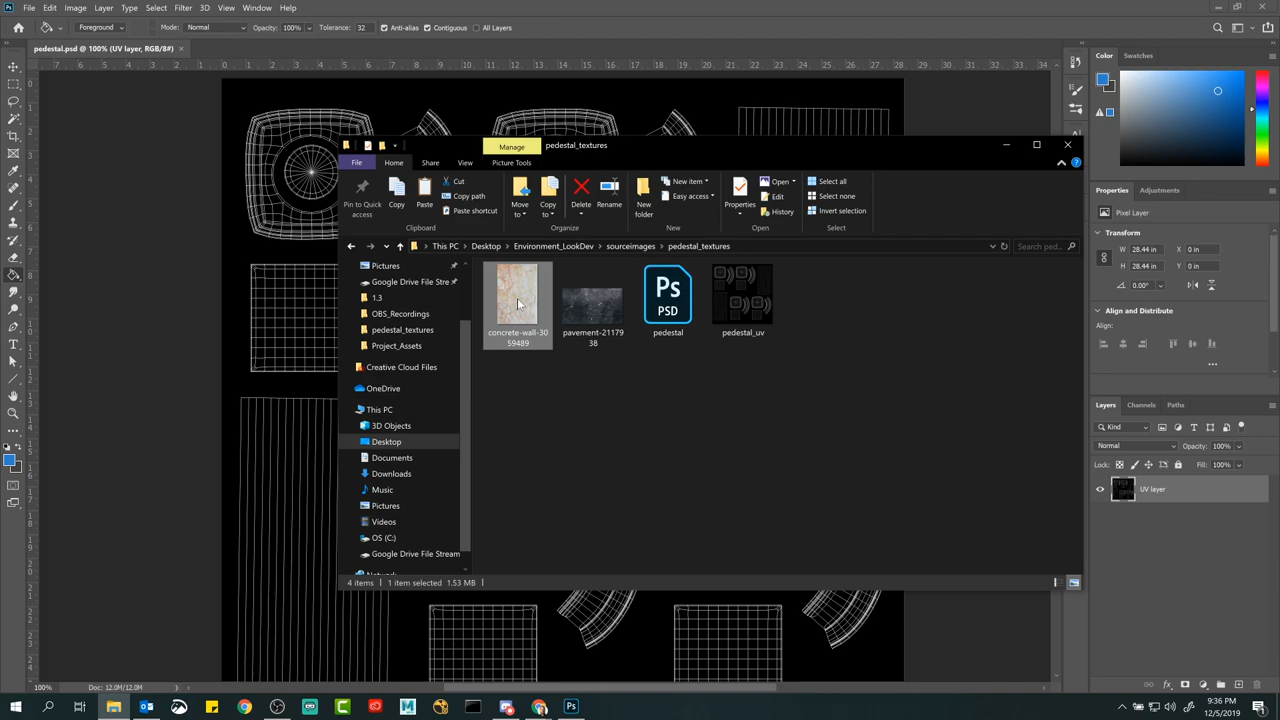 Ps File Edit Image Layer Type Select Filter 3D View Window Help
Foreground Mode: Normal Opacity: 100% Tolerance: 32 Anti-alias Contiguous All Layers
pedestal.psd @ 100% (UV layer, RGB/8#) ×
Manage pedestal_textures
File Home Share View Picture Tools
Pin to Quick access Copy Paste Cut Copy path Paste shortcut
Clipboard
Move to Copy to Delete Rename
Organize
New folder New item Easy access
New
Properties Open Edit History
Open
Select all Select none Invert selection
Select
This PC Desktop Environment_LookDev sourceimages pedestal_textures
Search ped...
Pictures
Google Drive File Stre
1.3
OBS_Recordings
pedestal_textures
Project_Assets
Creative Cloud Files
OneDrive
This PC
3D Objects
Desktop
Documents
Downloads
Music
Pictures
Videos
OS (C:)
Google Drive File Stream
concrete-wall-30
59489
pavement-21179
38
Ps
PSD
pedestal
pedestal_uv
4 items 1 item selected 1.53 MB
Color Swatches
Properties Adjustments
Pixel Layer
Transform
W: 28.44 in X: 0 in
H: 28.44 in Y: 0 in
0.00°
Align and Distribute
Align:
Layers Channels Paths
Kind
Normal Opacity: 100%
Lock: Fill: 100%
UV layer
100% Doc: 12.0M/12.0M
9:36 PM
12/5/2019